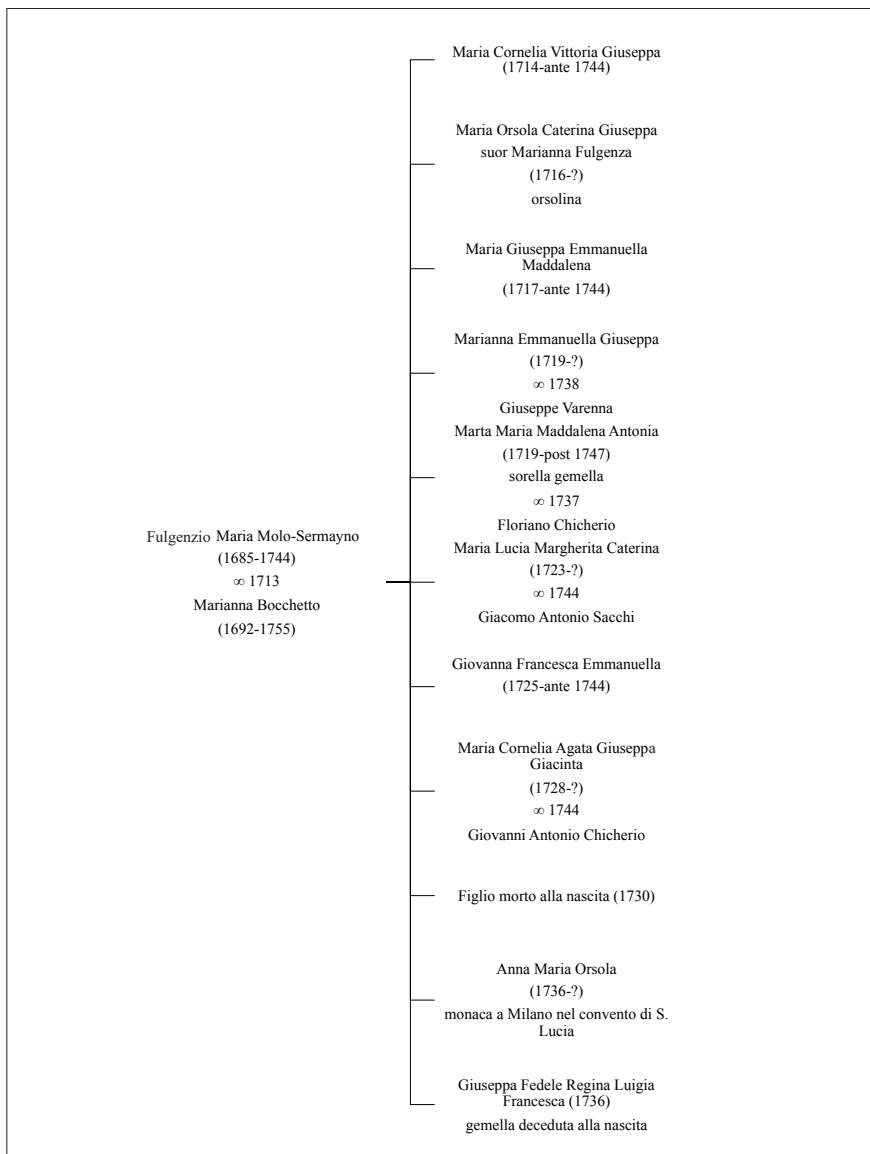 Maria Cornelia Vittoria Giuseppa
(1714-ante 1744)
Maria Orsola Caterina Giuseppa
suor Marianna Fulgenza
(1716-?)
orsolina
Maria Giuseppa Emmanuella
Maddalena
(1717-ante 1744)
Marianna Emmanuella Giuseppa
(1719-?)
∞ 1738
Giuseppe Varenna
Marta Maria Maddalena Antonia
(1719-post 1747)
sorella gemella
∞ 1737
Floriano Chicherio
Fulgenzio Maria Molo-Sermayno
(1685-1744)
∞ 1713
Marianna Bocchetto
(1692-1755)
Maria Lucia Margherita Caterina
(1723-?)
∞ 1744
Giacomo Antonio Sacchi
Giovanna Francesca Emmanuella
(1725-ante 1744)
Maria Cornelia Agata Giuseppa
Giacinta
(1728-?)
∞ 1744
Giovanni Antonio Chicherio
Figlio morto alla nascita (1730)
Anna Maria Orsola
(1736-?)
monaca a Milano nel convento di S.
Lucia
Giuseppa Fedele Regina Luigia
Francesca (1736)
gemella deceduta alla nascita